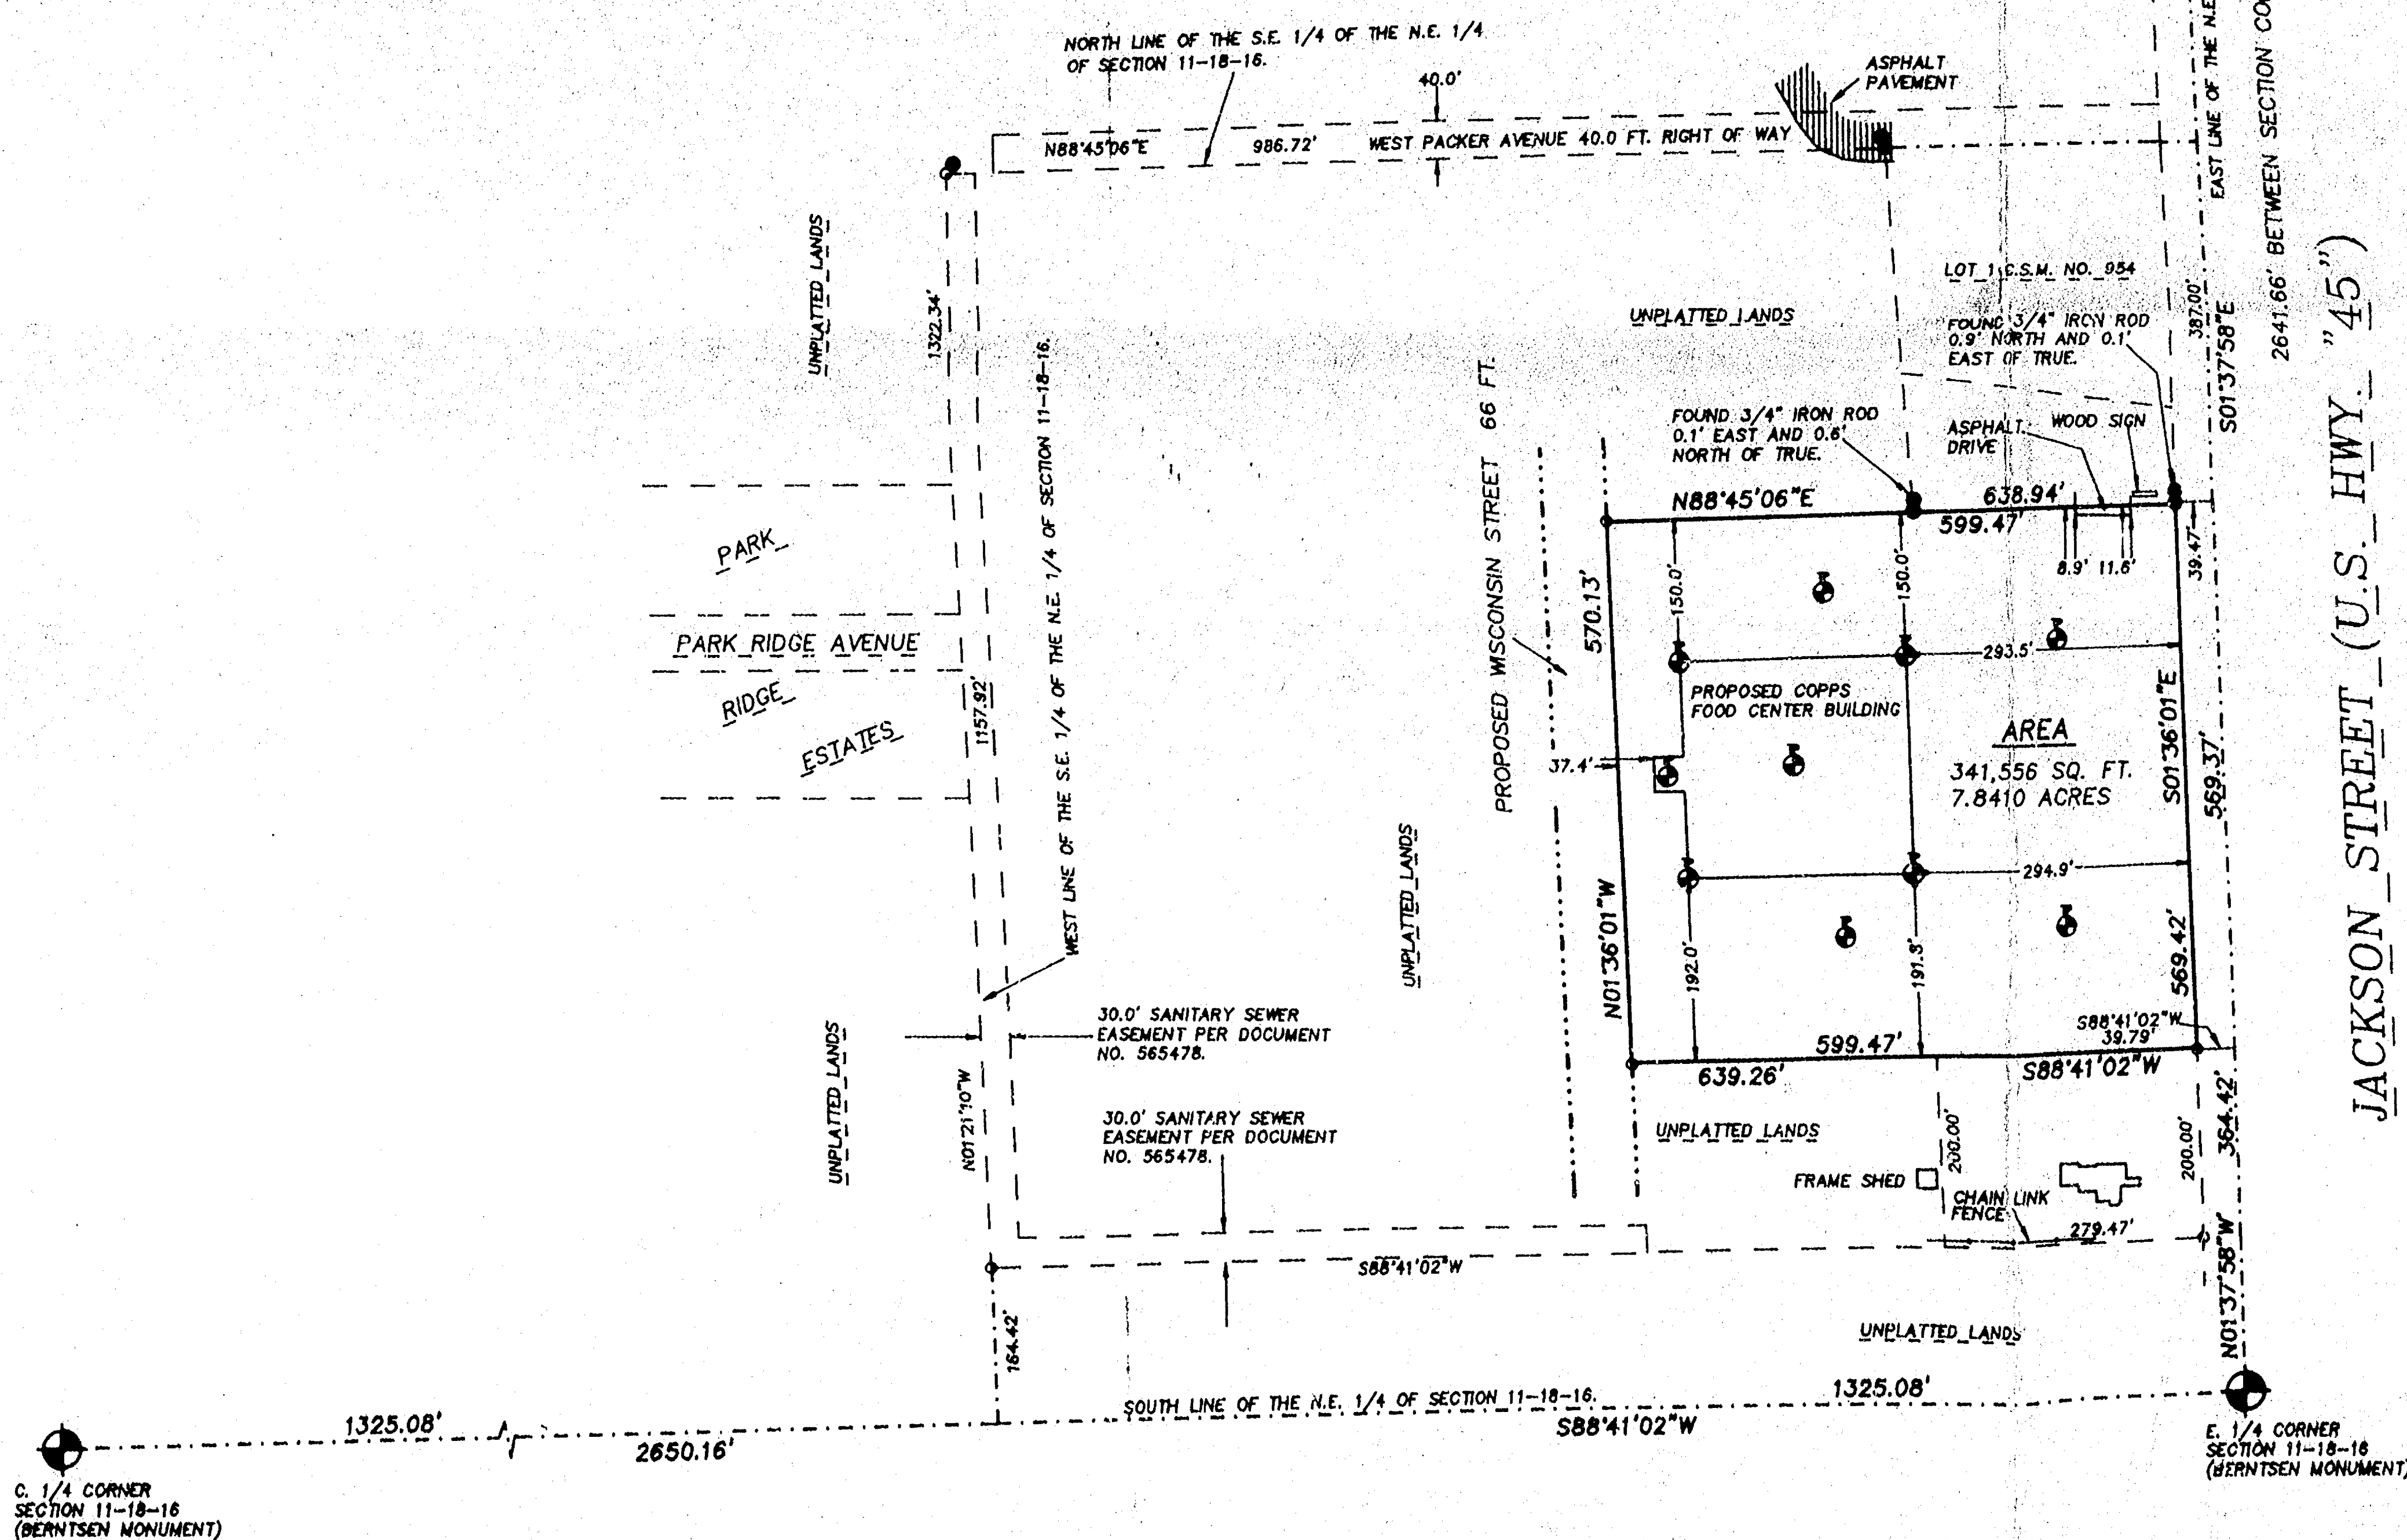 NORTH LINE OF THE S.E. 1/4 OF THE N.E. 1/4
OF SECTION 11-18-16.
40.0'
ASPHALT
PAVEMENT
N88°45'06"E
986.72'
WEST PACKER AVENUE 40.0 FT. RIGHT OF WAY
EAST LINE OF THE N.E.
2641.66' BETWEEN SECTION
JACKSON STREET (U.S. HWY. "45")
UNPLATTED LANDS
1322.34'
WEST LINE OF THE S.E. 1/4 OF THE N.E. 1/4 OF SECTION 11-18-16.
UNPLATTED LANDS
LOT 1 C.S.M. NO. 954
387.00'
S01°37'58"E
FOUND 3/4" IRON ROD
0.9' NORTH AND 0.1'
EAST OF TRUE.
PROPOSED WISCONSIN STREET 66 FT.
FOUND 3/4" IRON ROD
0.1' EAST AND 0.6'
NORTH OF TRUE.
ASPHALT
DRIVE
WOOD SIGN
N88°45'06"E
638.94'
599.47'
39.47'
8.9'
11.6'
PARK
PARK RIDGE AVENUE
RIDGE
ESTATES
1157.92'
570.13'
150.0'
150.0'
293.5'
PROPOSED COPPS
FOOD CENTER BUILDING
AREA
341,556 SQ. FT.
7.8410 ACRES
S01°36'01"E
569.37'
37.4'
UNPLATTED LANDS
294.9'
N01°36'01"W
192.0'
191.8'
569.42'
30.0' SANITARY SEWER
EASEMENT PER DOCUMENT
NO. 565478.
S88°41'02"W
39.79'
599.47'
639.26'
S88°41'02"W
UNPLATTED LANDS
N01°21'10"W
30.0' SANITARY SEWER
EASEMENT PER DOCUMENT
NO. 565478.
UNPLATTED LANDS
200.00'
200.00'
364.42'
FRAME SHED
CHAIN LINK
FENCE
279.47'
N01°37'58"W
S88°41'02"W
164.42'
UNPLATTED LANDS
SOUTH LINE OF THE N.E. 1/4 OF SECTION 11-18-16.
1325.08'
S88°41'02"W
1325.08'
2650.16'
E. 1/4 CORNER
SECTION 11-18-16
(BERNTSEN MONUMENT)
C. 1/4 CORNER
SECTION 11-18-16
(BERNTSEN MONUMENT)